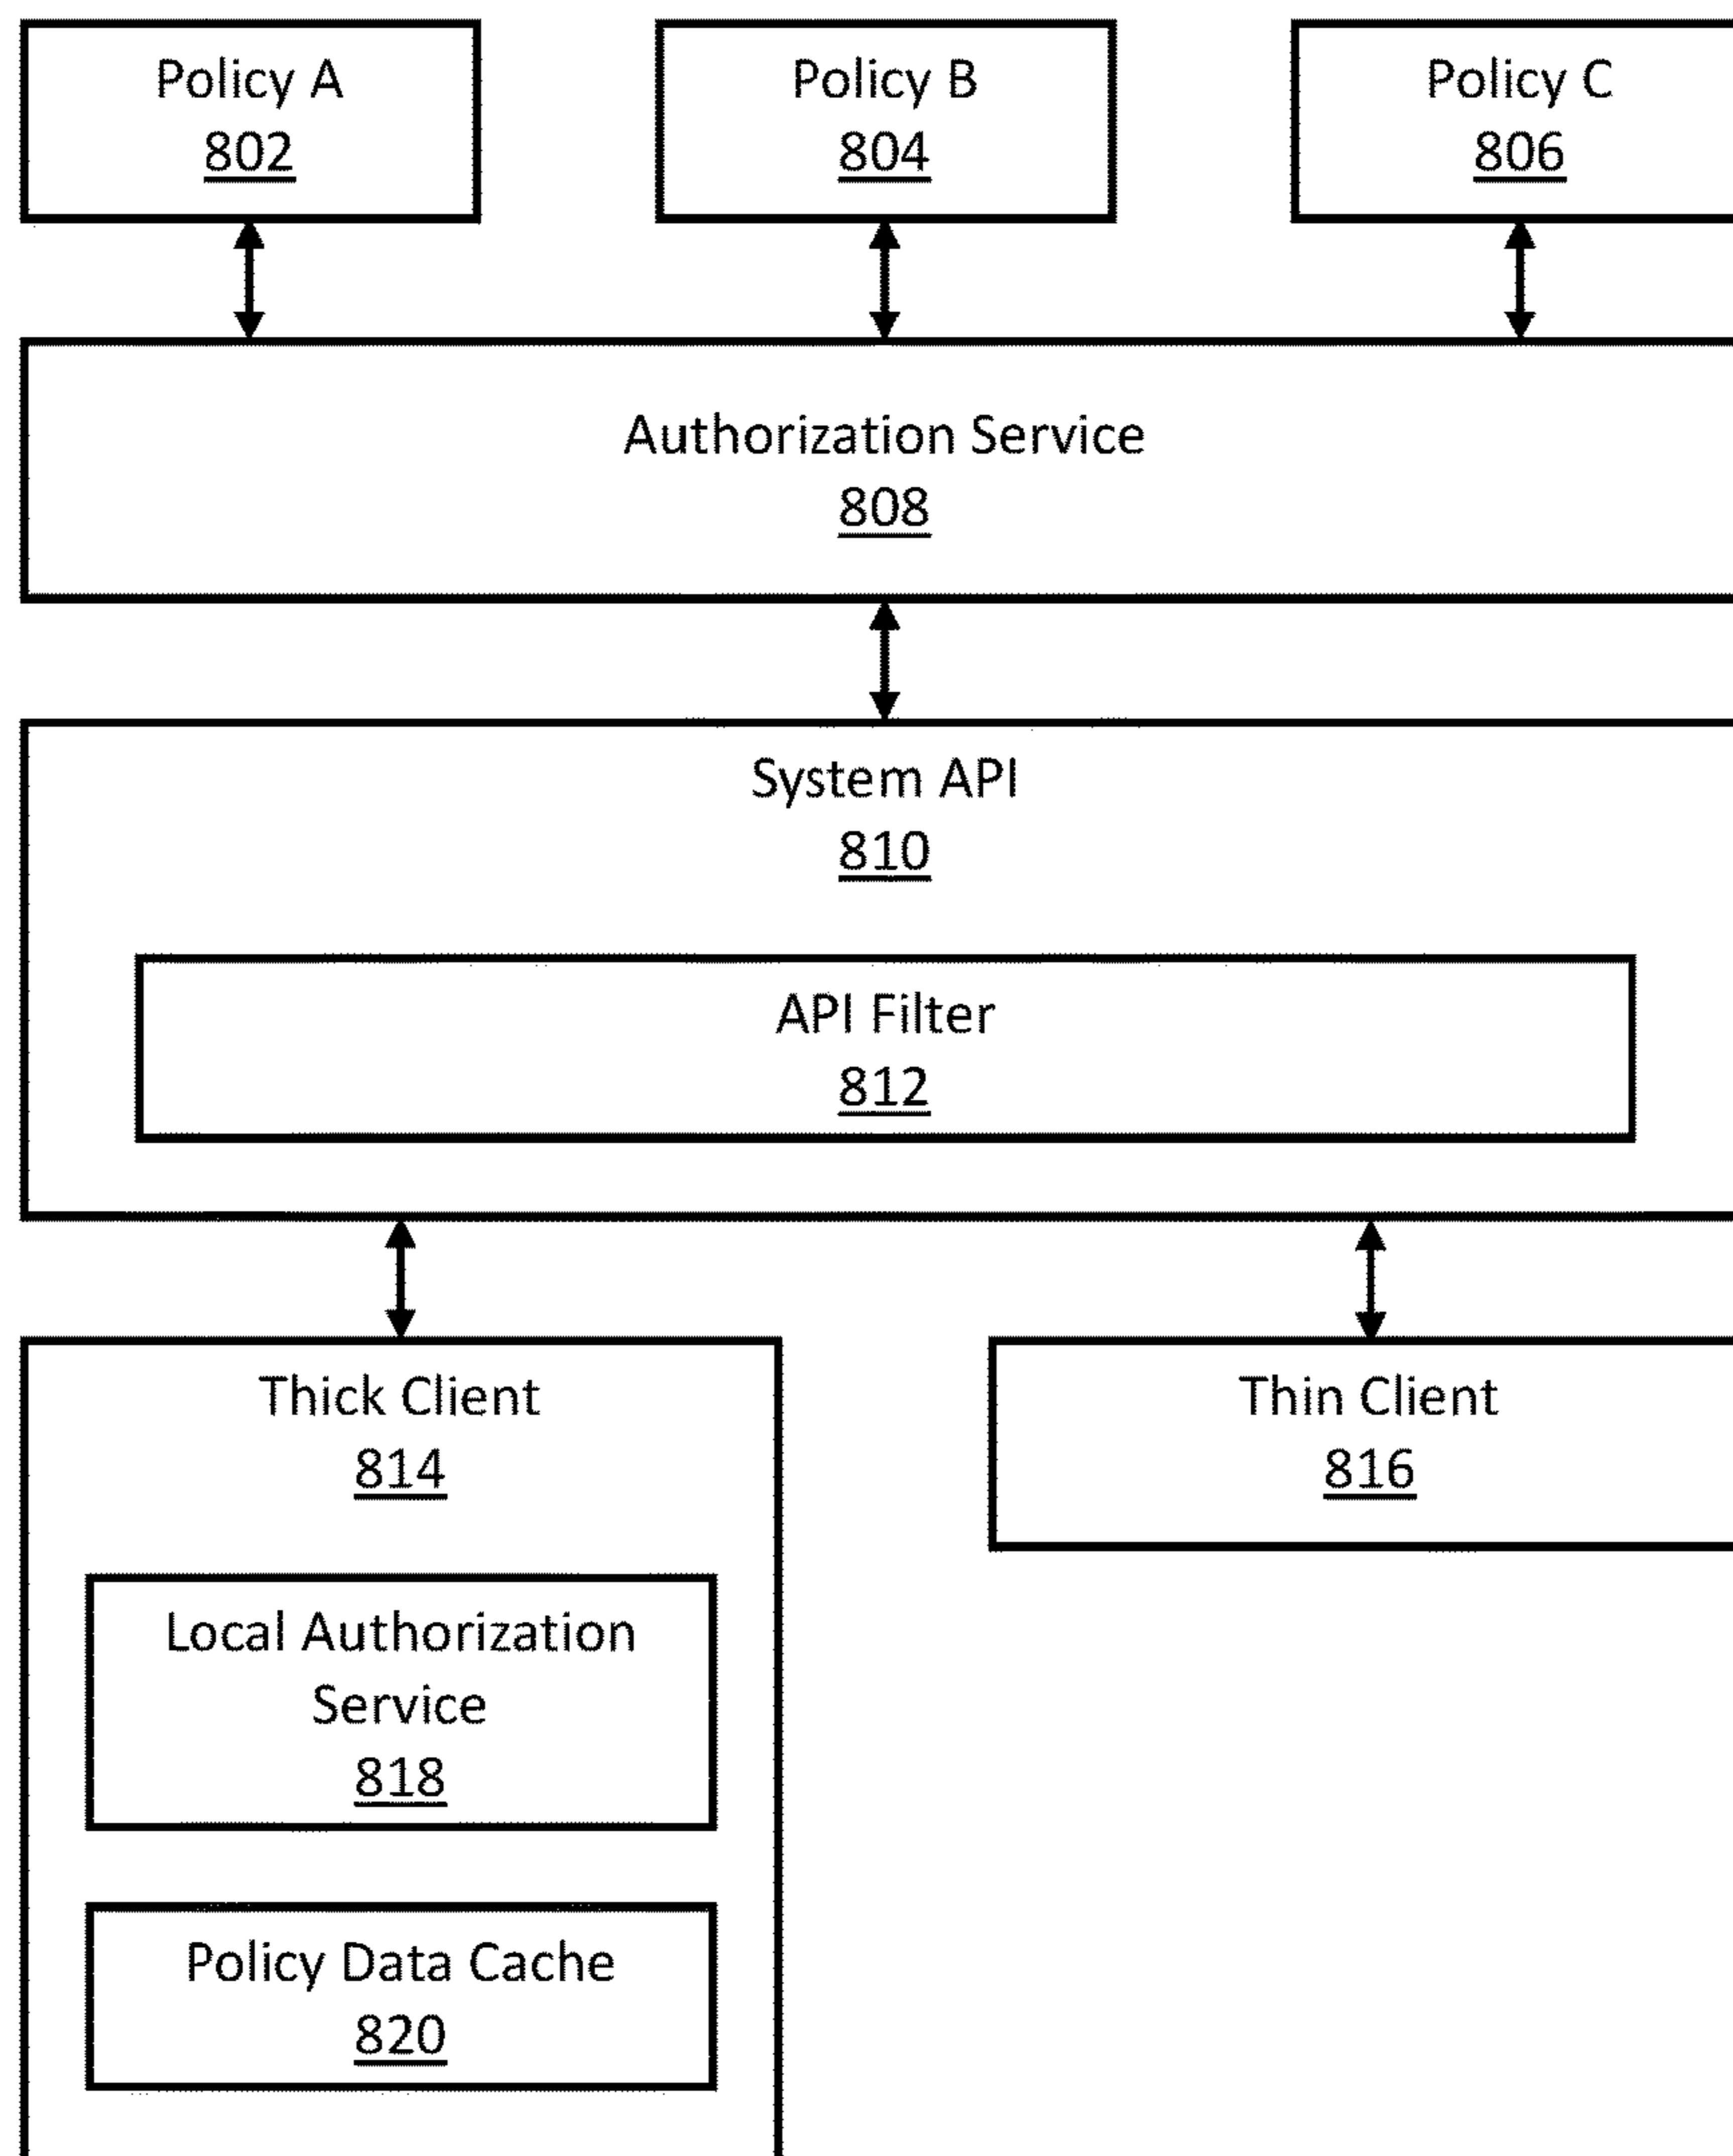 Policy A
802
Policy B
804
Policy C
806
Authorization Service
808
System API
810
API Filter
812
Thick Client
814
Thin Client
816
Local Authorization
Service
818
Policy Data Cache
820